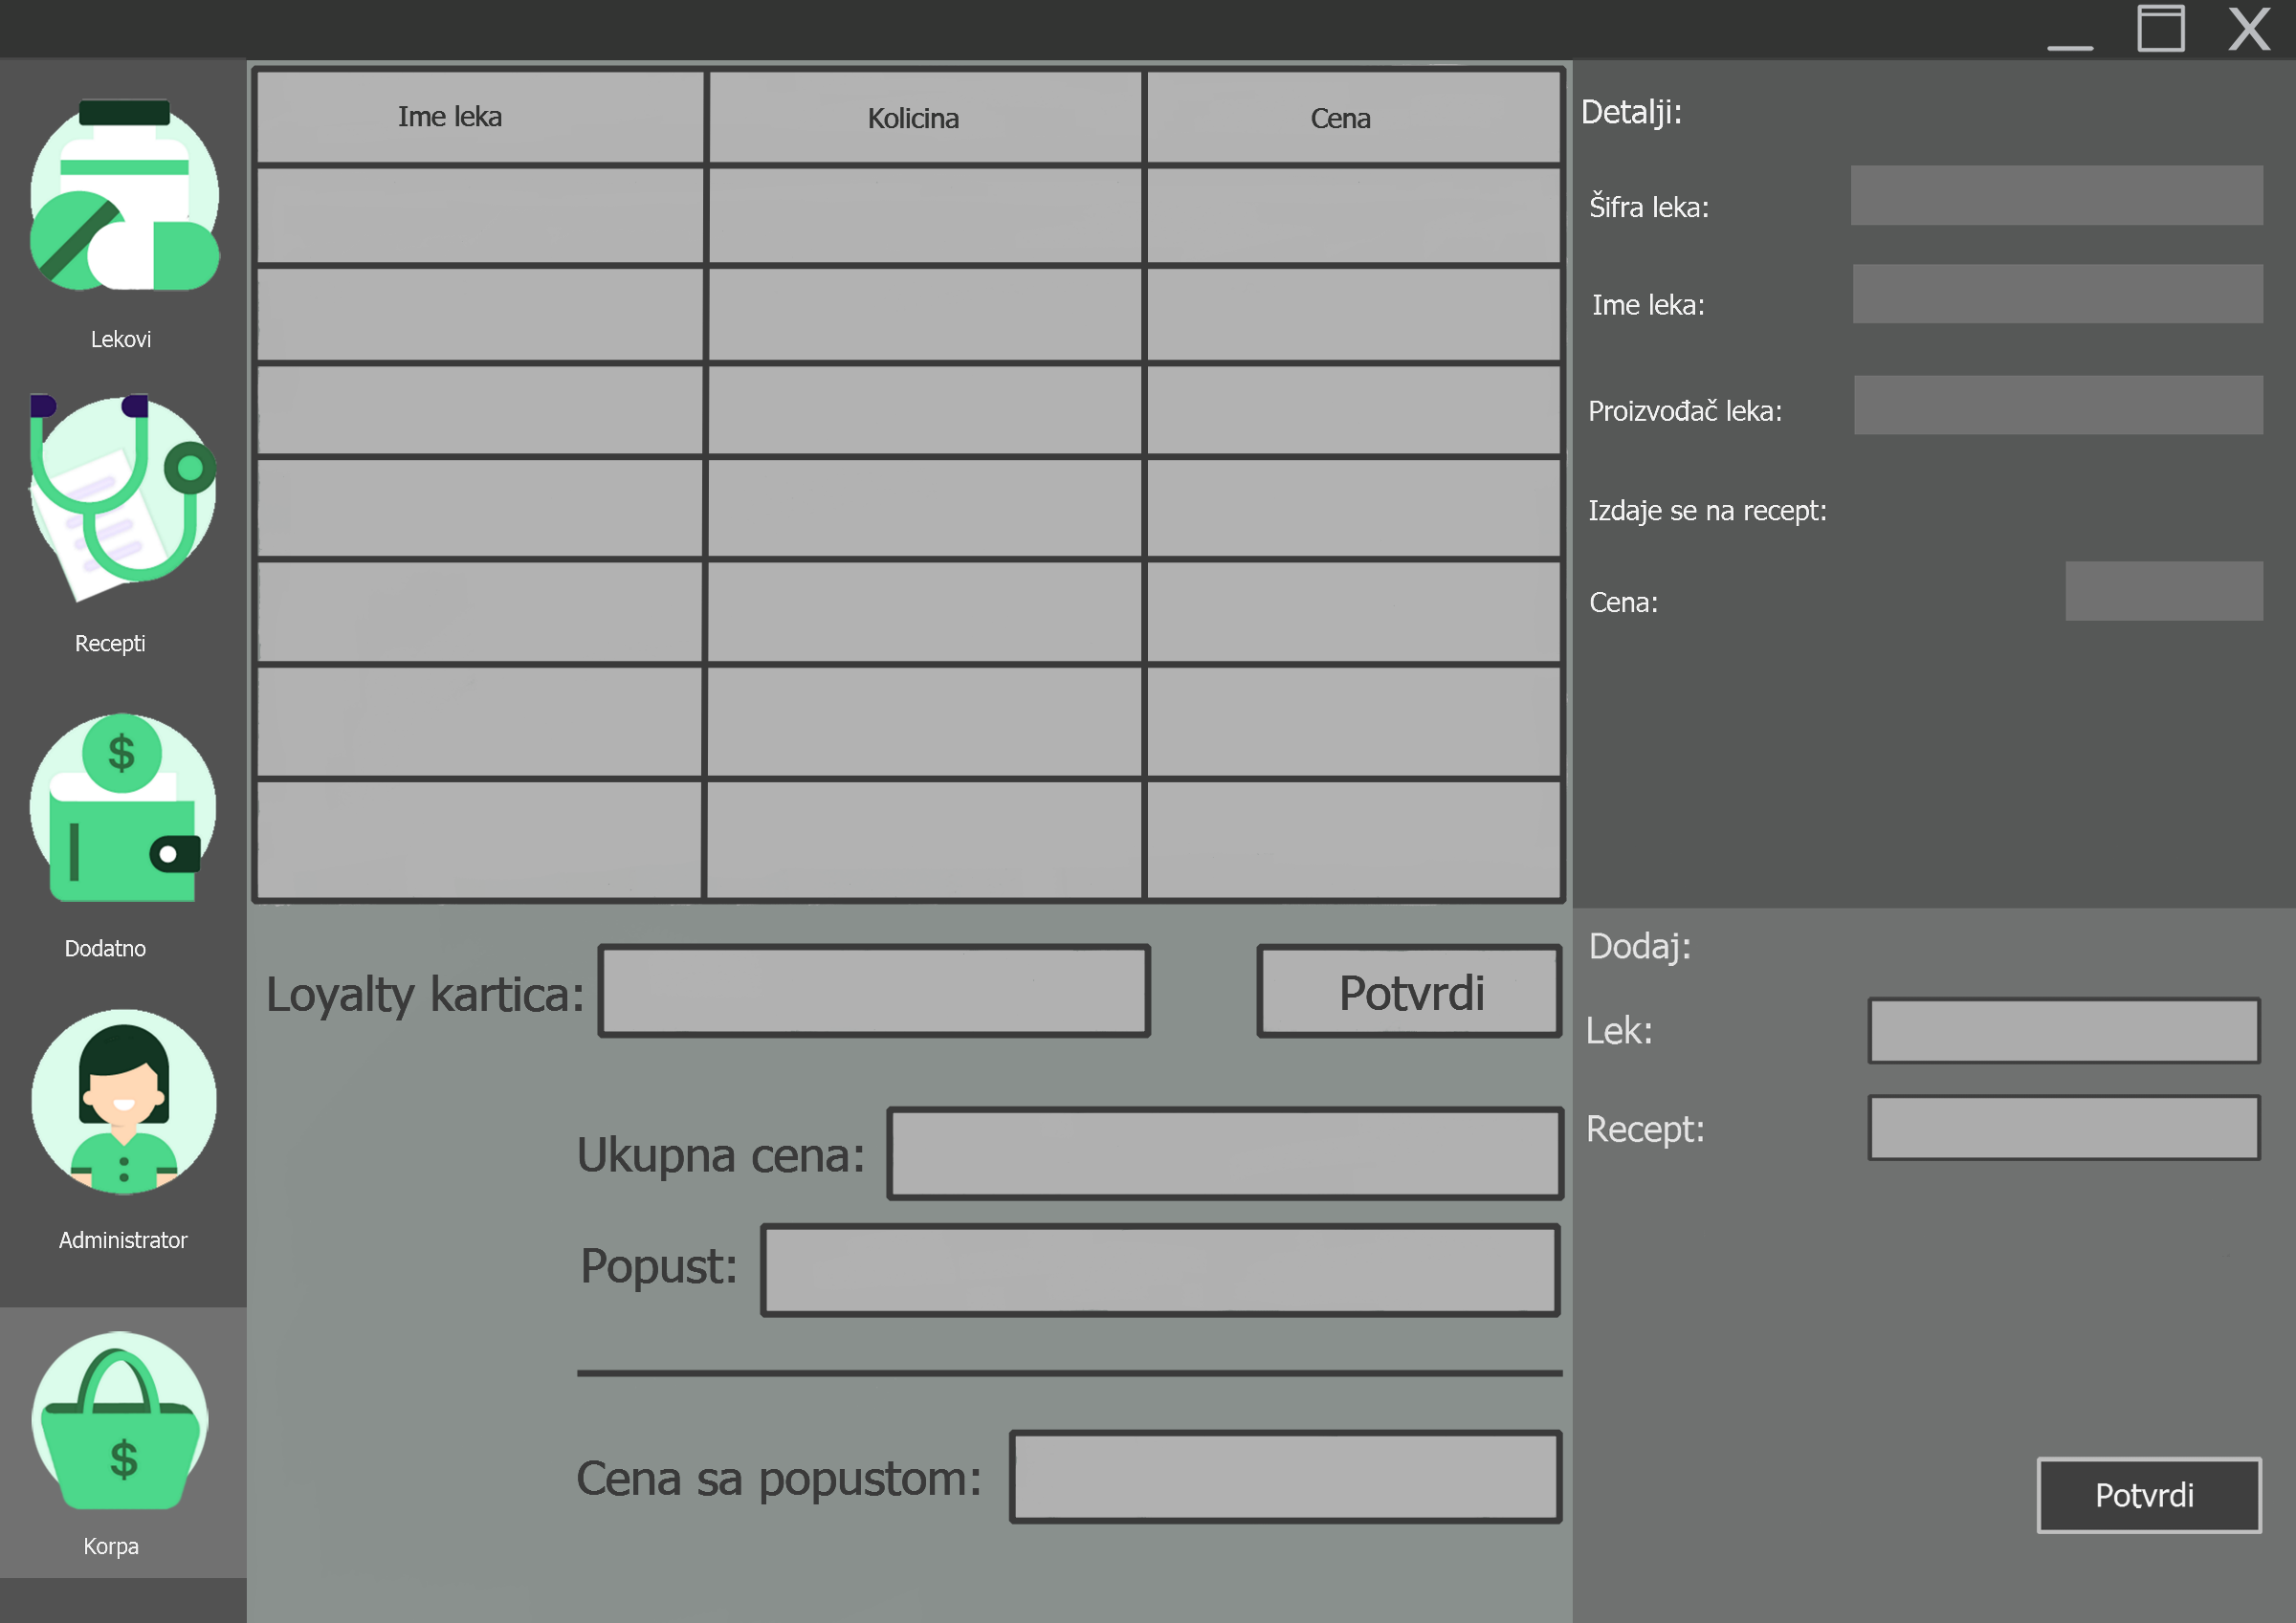 Lekovi
Recepti
$
Dodatno
Administrator
$
Korpa
Ime leka
Kolicina
Cena
Loyalty kartica:
Potvrdi
Ukupna cena:
Popust:
Cena sa popustom:
Detalji:
Šifra leka:
Ime leka:
Proizvođač leka:
Izdaje se na recept:
Cena:
Dodaj:
Lek:
Recept:
Potvrdi